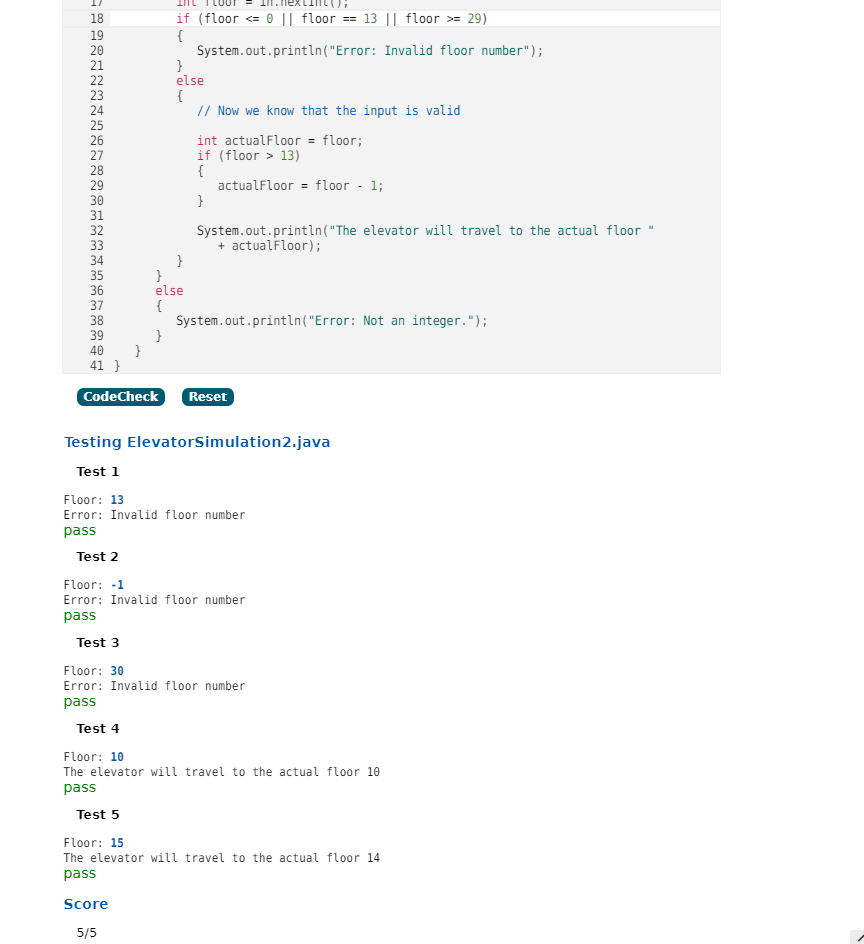 17 int floor = in.nextInt();
18 if (floor <= 0 || floor == 13 || floor >= 29)
19 {
20 System.out.println("Error: Invalid floor number");
21 }
22 else
23 {
24 // Now we know that the input is valid
25
26 int actualFloor = floor;
27 if (floor > 13)
28 {
29 actualFloor = floor - 1;
30 }
31
32 System.out.println("The elevator will travel to the actual floor "
33 + actualFloor);
34 }
35 }
36 else
37 {
38 System.out.println("Error: Not an integer.");
39 }
40 }
41 }
CodeCheck Reset
Testing ElevatorSimulation2.java
Test 1
Floor: 13
Error: Invalid floor number
pass
Test 2
Floor: -1
Error: Invalid floor number
pass
Test 3
Floor: 30
Error: Invalid floor number
pass
Test 4
Floor: 10
The elevator will travel to the actual floor 10
pass
Test 5
Floor: 15
The elevator will travel to the actual floor 14
pass
Score
5/5